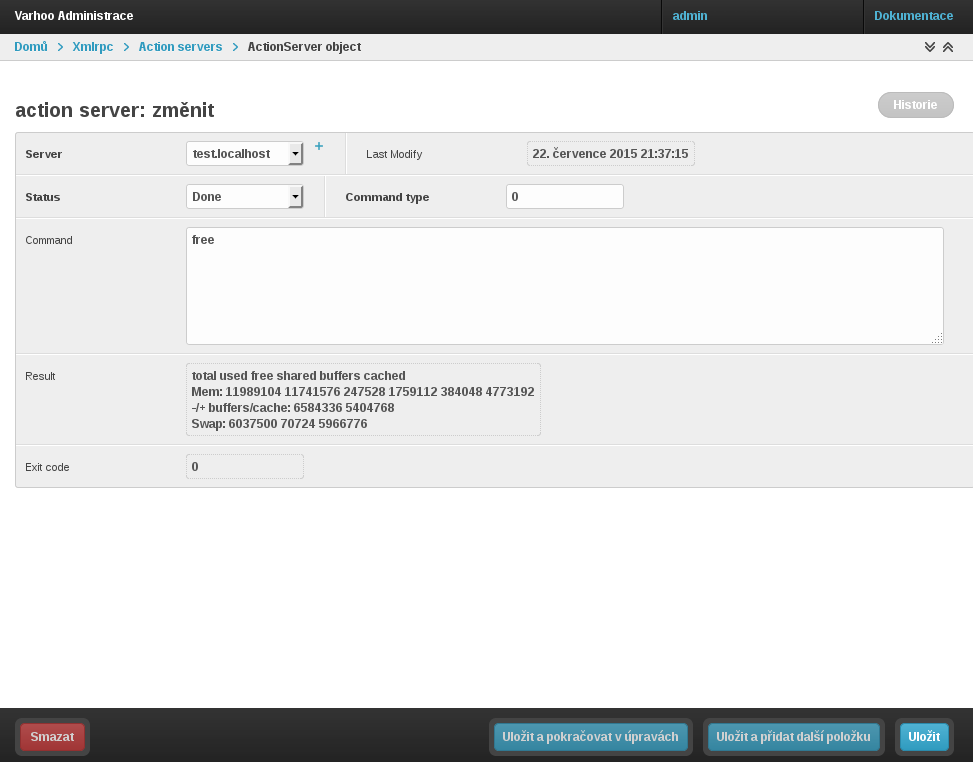 Varhoo Administrace admin Dokumentace
Domů > Xmlrpc > Action servers > ActionServer object
action server: změnit Historie
Server test.localhost + Last Modify 22. července 2015 21:37:15
Status Done Command type 0
Command free
Result total used free shared buffers cached
Mem: 11989104 11741576 247528 1759112 384048 4773192
-/+ buffers/cache: 6584336 5404768
Swap: 6037500 70724 5966776
Exit code 0
Smazat Uložit a pokračovat v úpravách Uložit a přidat další položku Uložit